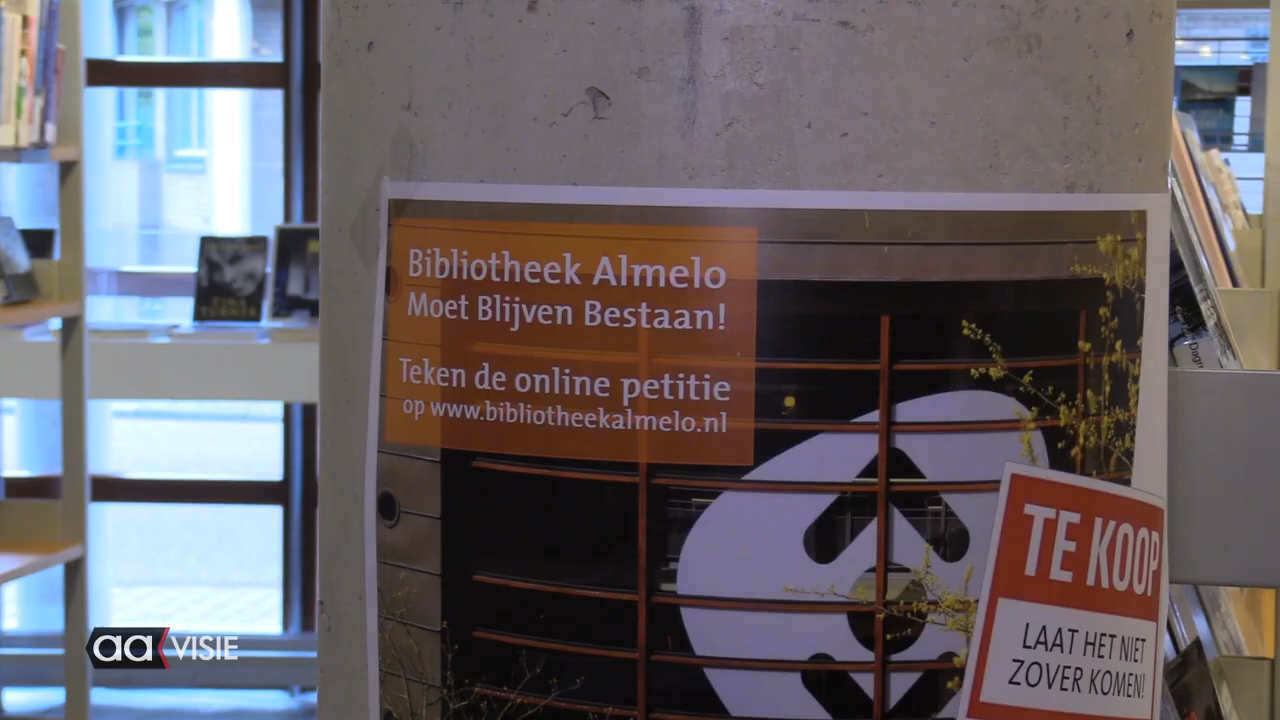 Bibliotheek Almelo
Moet Blijven Bestaan!
Teken de online petitie
op www.bibliotheekalmelo.nl
TE KOOP
LAAT HET NIET
ZOVER KOMEN!
aa VISIE